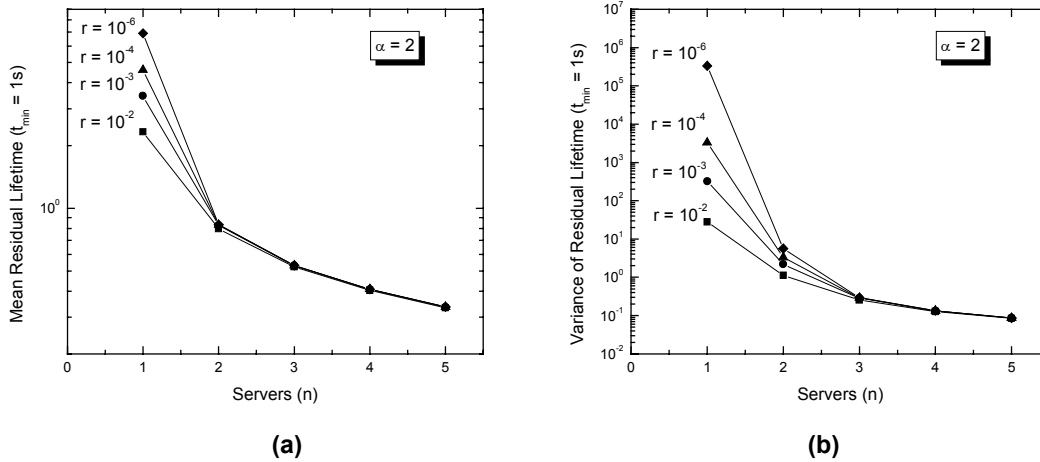 r = 10^-6
10^-4
10^-3
r = 10^-2
α = 2
Mean Residual Lifetime (t_min = 1s)
10^0
0 1 2 3 4 5
Servers (n)
(a)
r = 10^-6
r = 10^-4
r = 10^-3
r = 10^-2
α = 2
Variance of Residual Lifetime (t_min = 1s)
10^7
10^6
10^5
10^4
10^3
10^2
10^1
10^0
10^-1
10^-2
0 1 2 3 4 5
Servers (n)
(b)